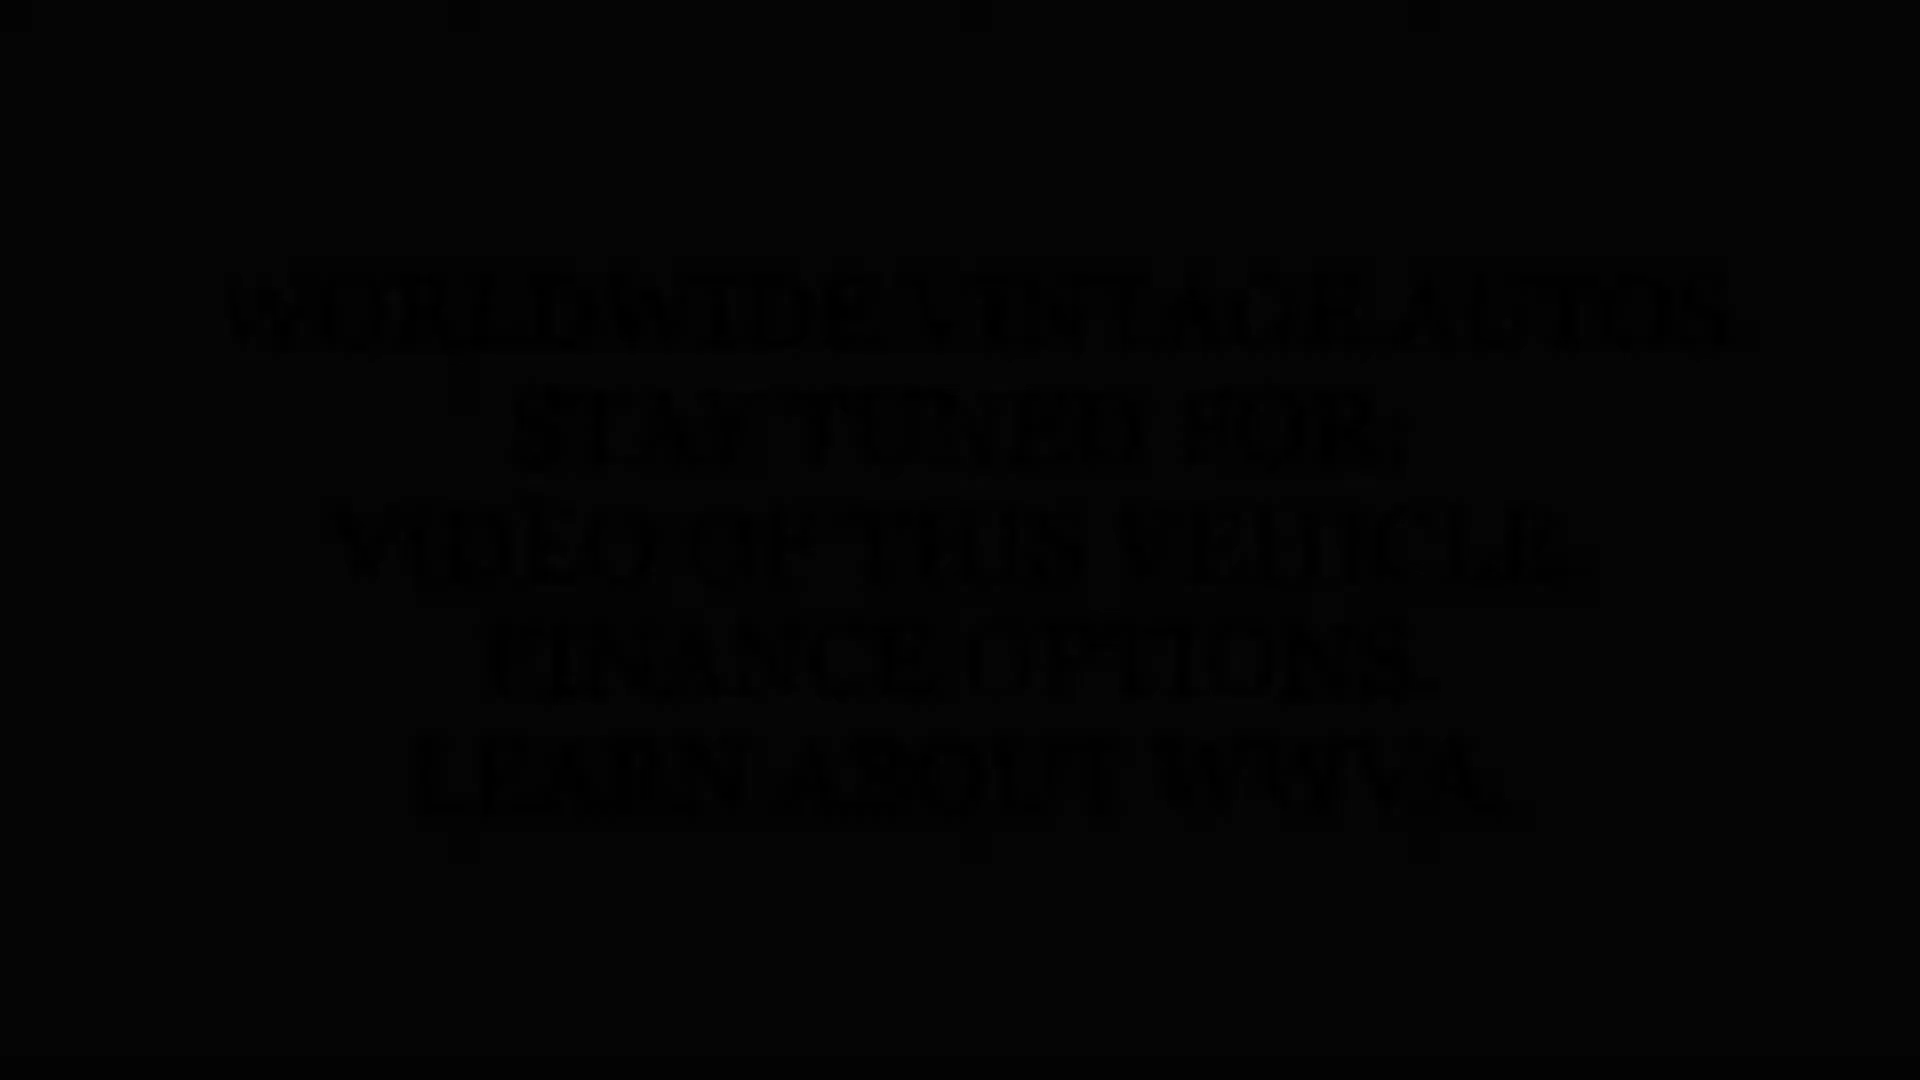 WORLDWIDE VINTAGE AUTOS.
STAY TUNED FOR:
VIDEO OF THIS VEHICLE.
FINANCE OPTIONS.
LEARN ABOUT WWVA.